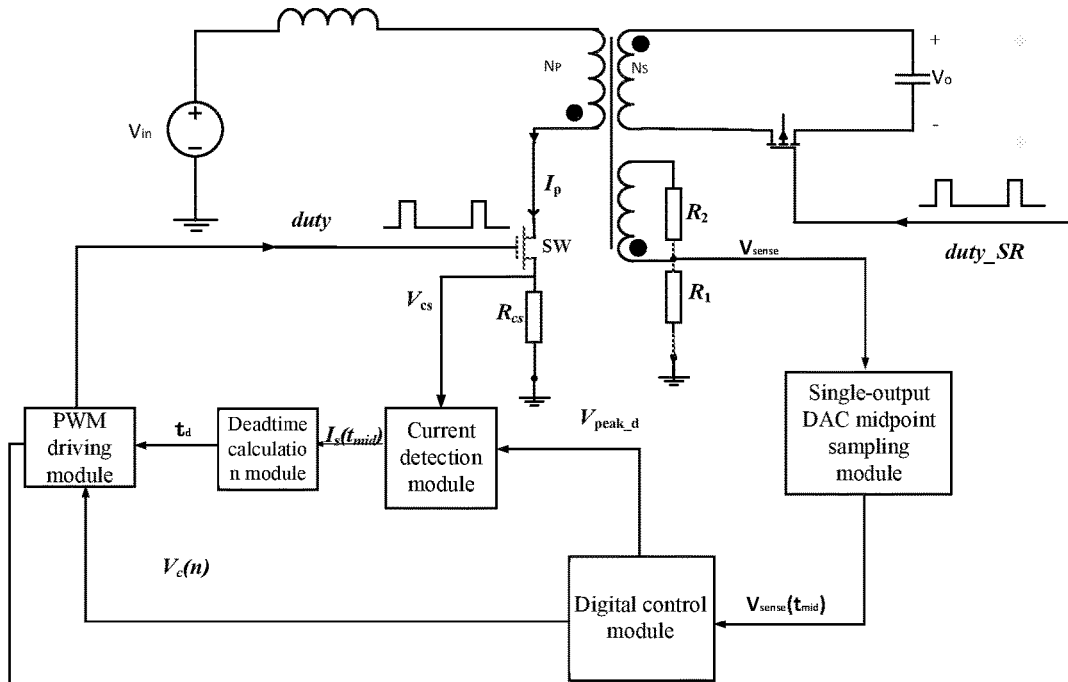 Vin
+
−
NP
NS
+
Vo
-
Ip
duty
SW
Vcs
Rcs
R2
Vsense
R1
duty_SR
PWM
driving
module
td
Deadtime
calculatio
n module
Is(tmid)
Current
detection
module
Vpeak_d
Single-output
DAC midpoint
sampling
module
Vc(n)
Digital control
module
Vsense(tmid)